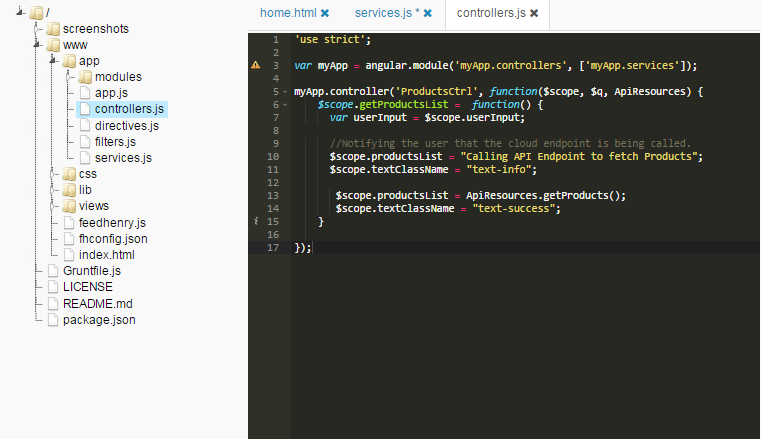 /
screenshots
www
app
modules
app.js
controllers.js
directives.js
filters.js
services.js
css
lib
views
feedhenry.js
fhconfig.json
index.html
Gruntfile.js
LICENSE
README.md
package.json
home.html ✖ services.js * ✖ controllers.js ✖
1 'use strict';
2
3 var myApp = angular.module('myApp.controllers', ['myApp.services']);
4
5 myApp.controller('ProductsCtrl', function($scope, $q, ApiResources) {
6 $scope.getProductsList =  function() {
7 var userInput = $scope.userInput;
8
9 //Notifying the user that the cloud endpoint is being called.
10 $scope.productsList = "Calling API Endpoint to fetch Products";
11 $scope.textClassName = "text-info";
12
13 $scope.productsList = ApiResources.getProducts();
14 $scope.textClassName = "text-success";
i 15 }
16
17 });